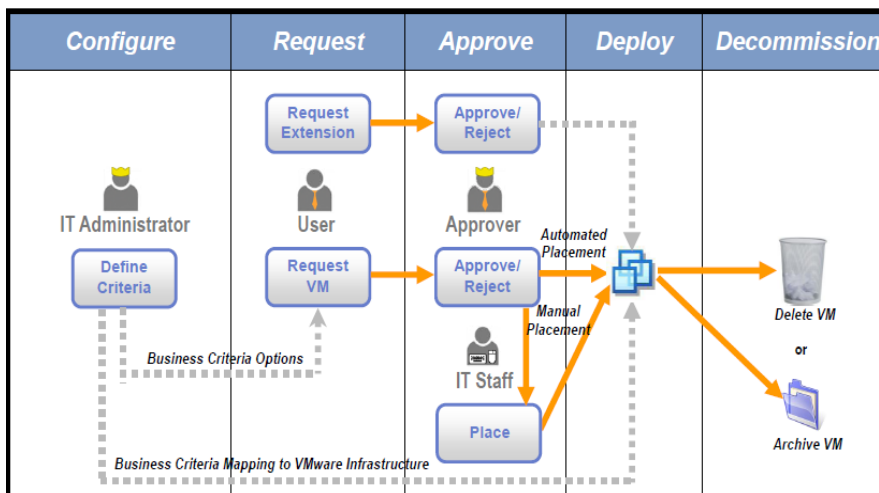 Configure
Request
Approve
Deploy
Decommission
Request
Extension
Approve/
Reject
IT Administrator
User
Approver
Define
Criteria
Request
VM
Approve/
Reject
Automated
Placement
Manual
Placement
Delete VM
or
Archive VM
Business Criteria Options
IT Staff
Place
Business Criteria Mapping to VMware Infrastructure